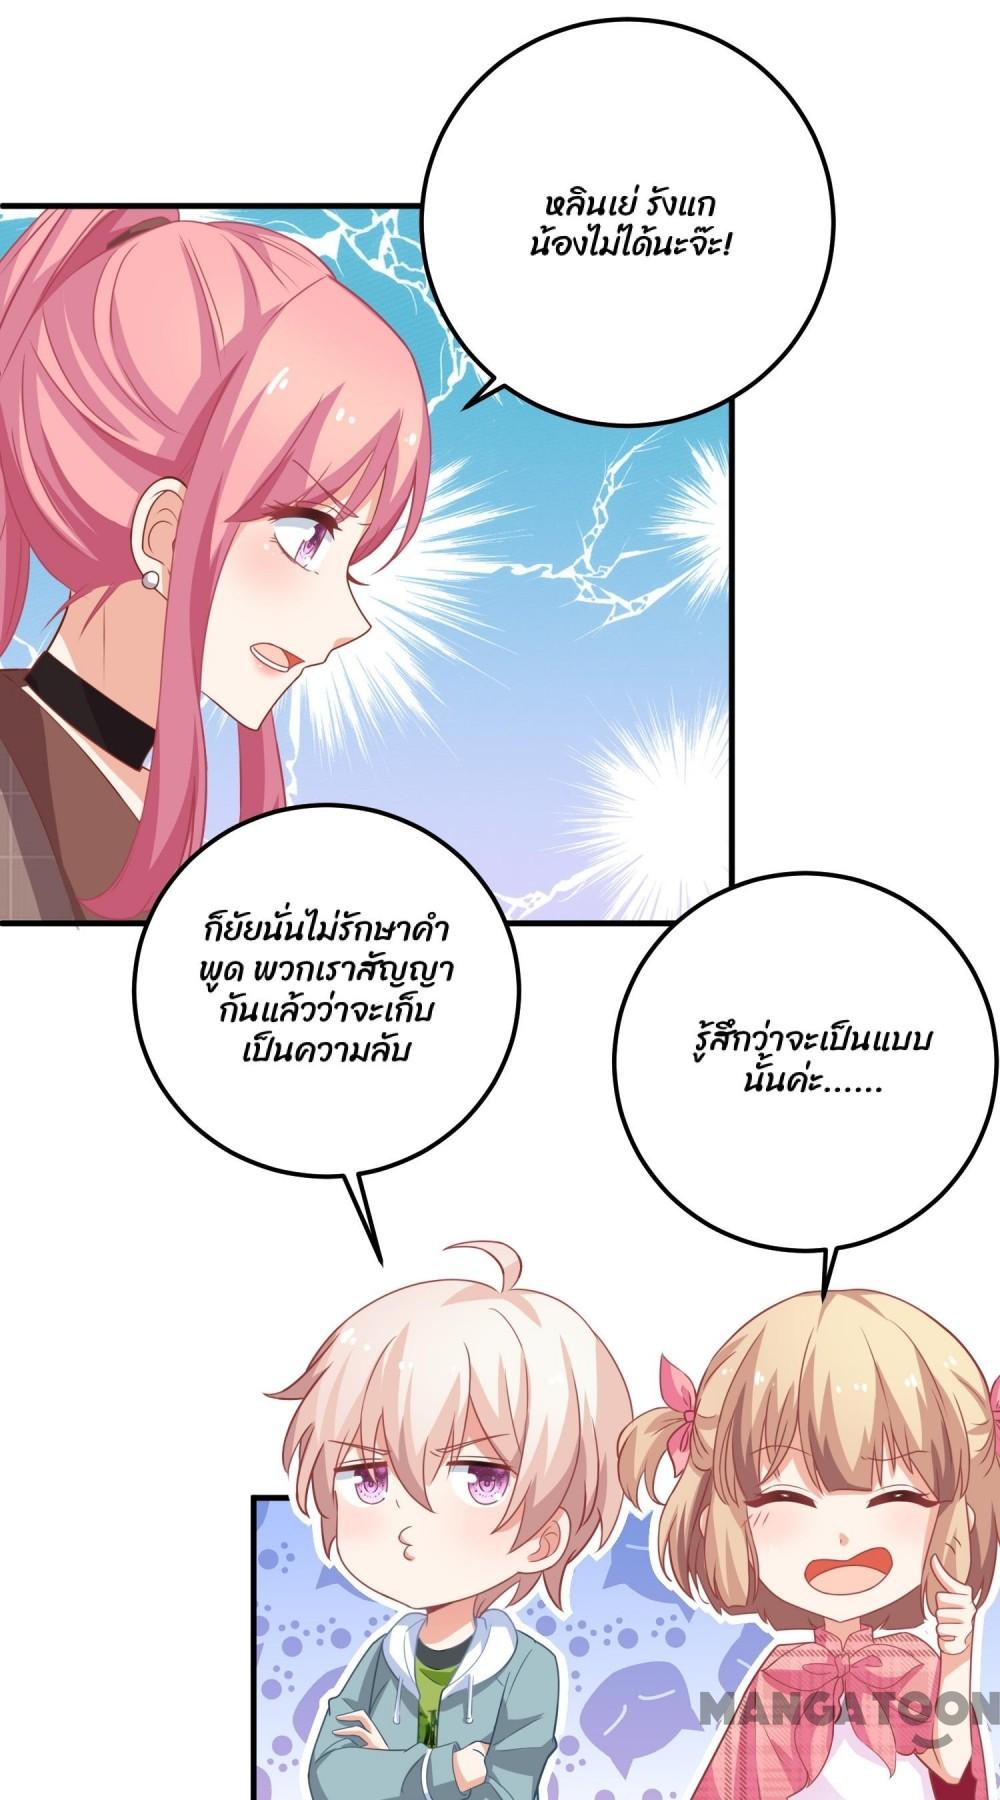 หลินเย่ รังแก
น้องไม่ได้นะจ๊ะ!
ก็ยัยนั่นไม่รักษาคำ
พูด พวกเราสัญญา
กันแล้วว่าจะเก็บ
เป็นความลับ
รู้สึกว่าจะเป็นแบบ
นั้นค่ะ......
MANGATOON